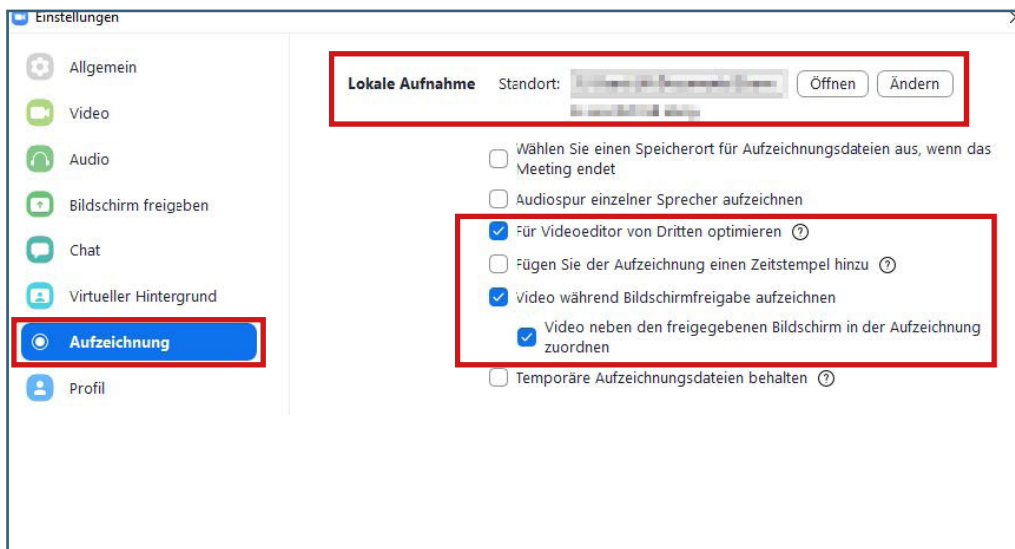 Einstellungen
Allgemein
Video
Audio
Bildschirm freigeben
Chat
Virtueller Hintergrund
Aufzeichnung
Profil
Lokale Aufnahme Standort: Öffnen Ändern
Wählen Sie einen Speicherort für Aufzeichnungsdateien aus, wenn das
Meeting endet
Audiospur einzelner Sprecher aufzeichnen
Für Videoeditor von Dritten optimieren ?
Fügen Sie der Aufzeichnung einen Zeitstempel hinzu ?
Video während Bildschirmfreigabe aufzeichnen
Video neben den freigegebenen Bildschirm in der Aufzeichnung
zuordnen
Temporäre Aufzeichnungsdateien behalten ?